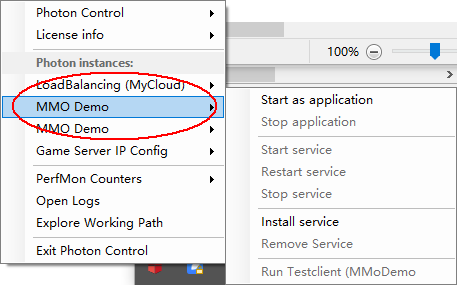 Photon Control
License info
Photon instances:
LoadBalancing (MyCloud)
MMO Demo
MMO Demo
Game Server IP Config
PerfMon Counters
Open Logs
Explore Working Path
Exit Photon Control
100%
Start as application
Stop application
Start service
Restart service
Stop service
Install service
Remove Service
Run Testclient (MMoDemo